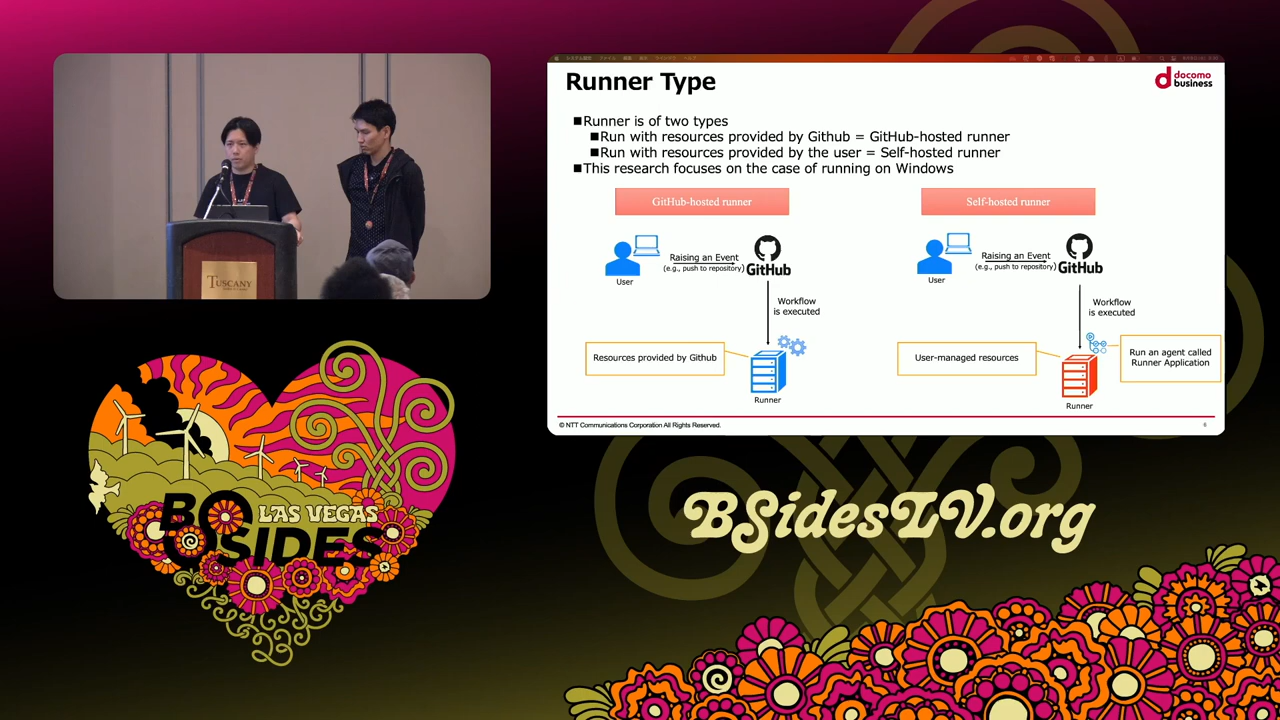 Runner Type
docomo
business
■Runner is of two types
■Run with resources provided by Github = GitHub-hosted runner
■Run with resources provided by the user = Self-hosted runner
■This research focuses on the case of running on Windows
GitHub-hosted runner
Self-hosted runner
Raising an Event
(e.g., push to repository)
GitHub
User
Workflow
is executed
Resources provided by Github
Runner
Raising an Event
(e.g., push to repository)
GitHub
User
Workflow
is executed
User-managed resources
Run an agent called
Runner Application
Runner
© NTT Communications Corporation All Rights Reserved.
6
TUSCANY
LAS VEGAS
BSIDES
BSidesLV.org